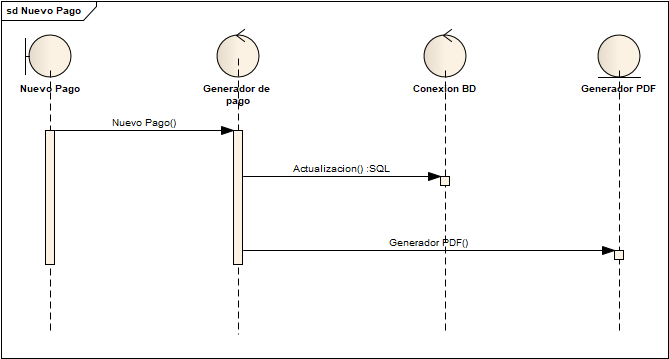 sd Nuevo Pago
Nuevo Pago
Generador de
pago
Conexion BD
Generador PDF
Nuevo Pago()
Actualizacion() :SQL
Generador PDF()